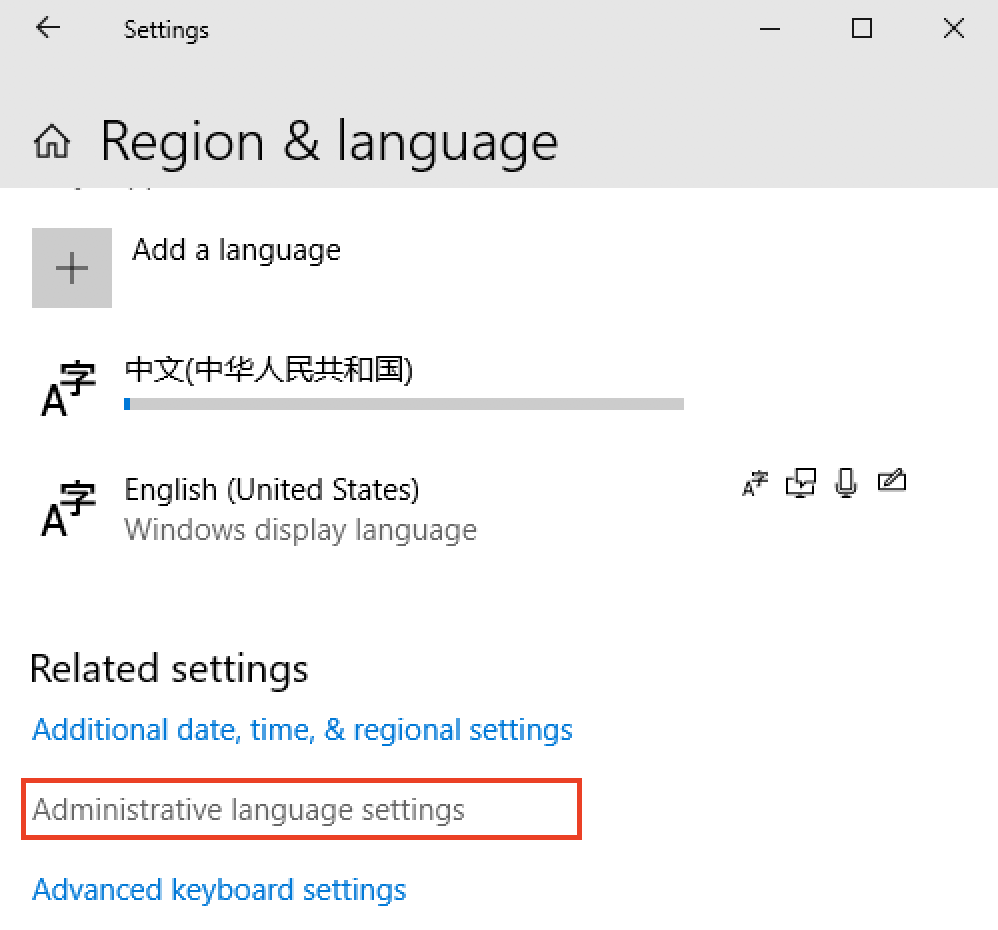 Settings
Region & language
Add a language
中文(中华人民共和国)
English (United States)
Windows display language
Related settings
Additional date, time, & regional settings
Administrative language settings
Advanced keyboard settings